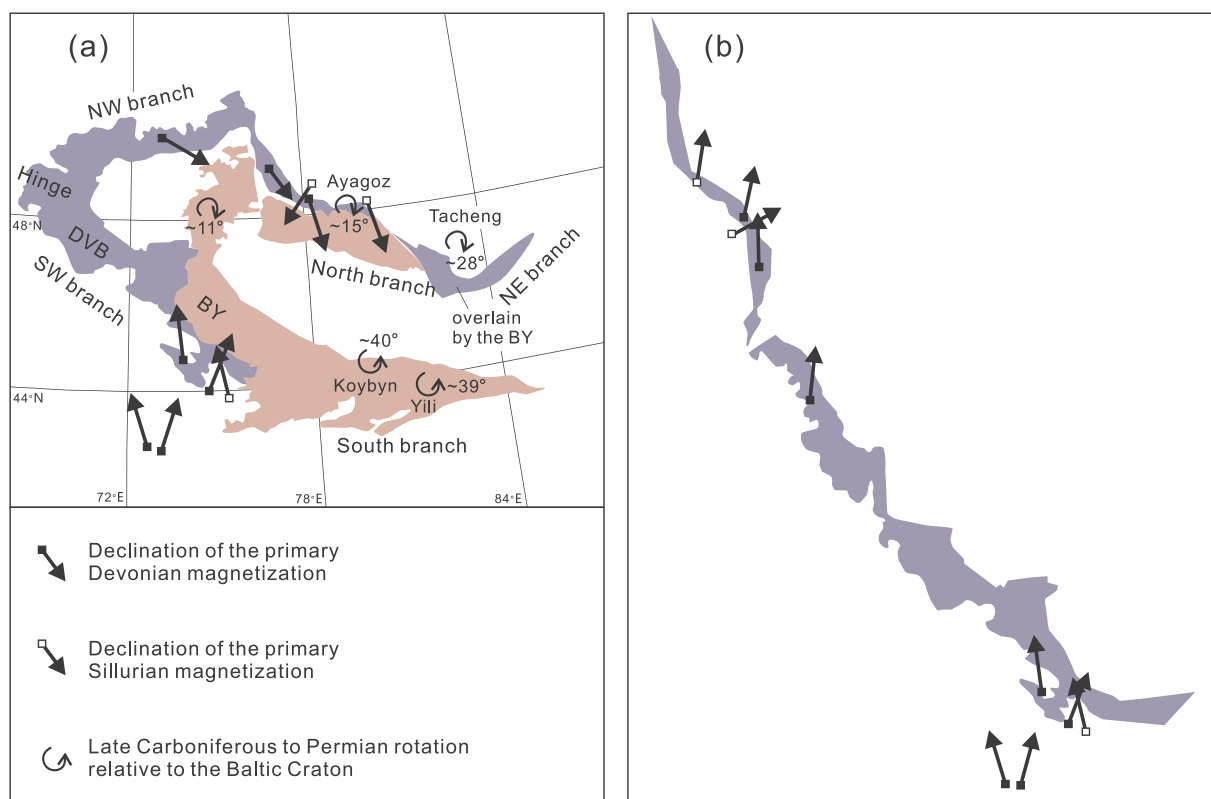 (a)
NW branch
Hinge
Ayagoz
48°N
~11°
~15°
Tacheng
DVB
~28°
North branch
NE branch
SW branch
BY
overlain
by the BY
~40°
Koybyn
~39°
44°N
Yili
South branch
72°E
78°E
84°E
Declination of the primary
Devonian magnetization
Declination of the primary
Sillurian magnetization
Late Carboniferous to Permian rotation
relative to the Baltic Craton
(b)